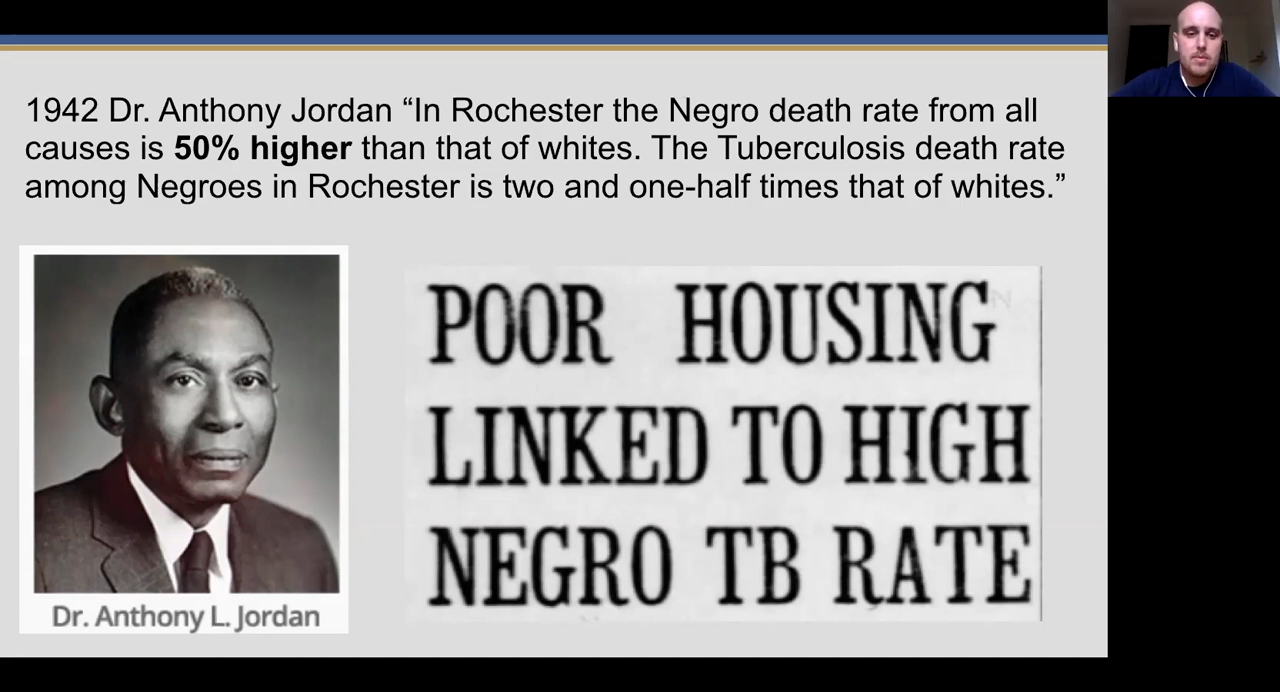 1942 Dr. Anthony Jordan “In Rochester the Negro death rate from all
causes is 50% higher than that of whites. The Tuberculosis death rate
among Negroes in Rochester is two and one-half times that of whites.”
Dr. Anthony L. Jordan
POOR HOUSING
LINKED TO HIGH
NEGRO TB RATE